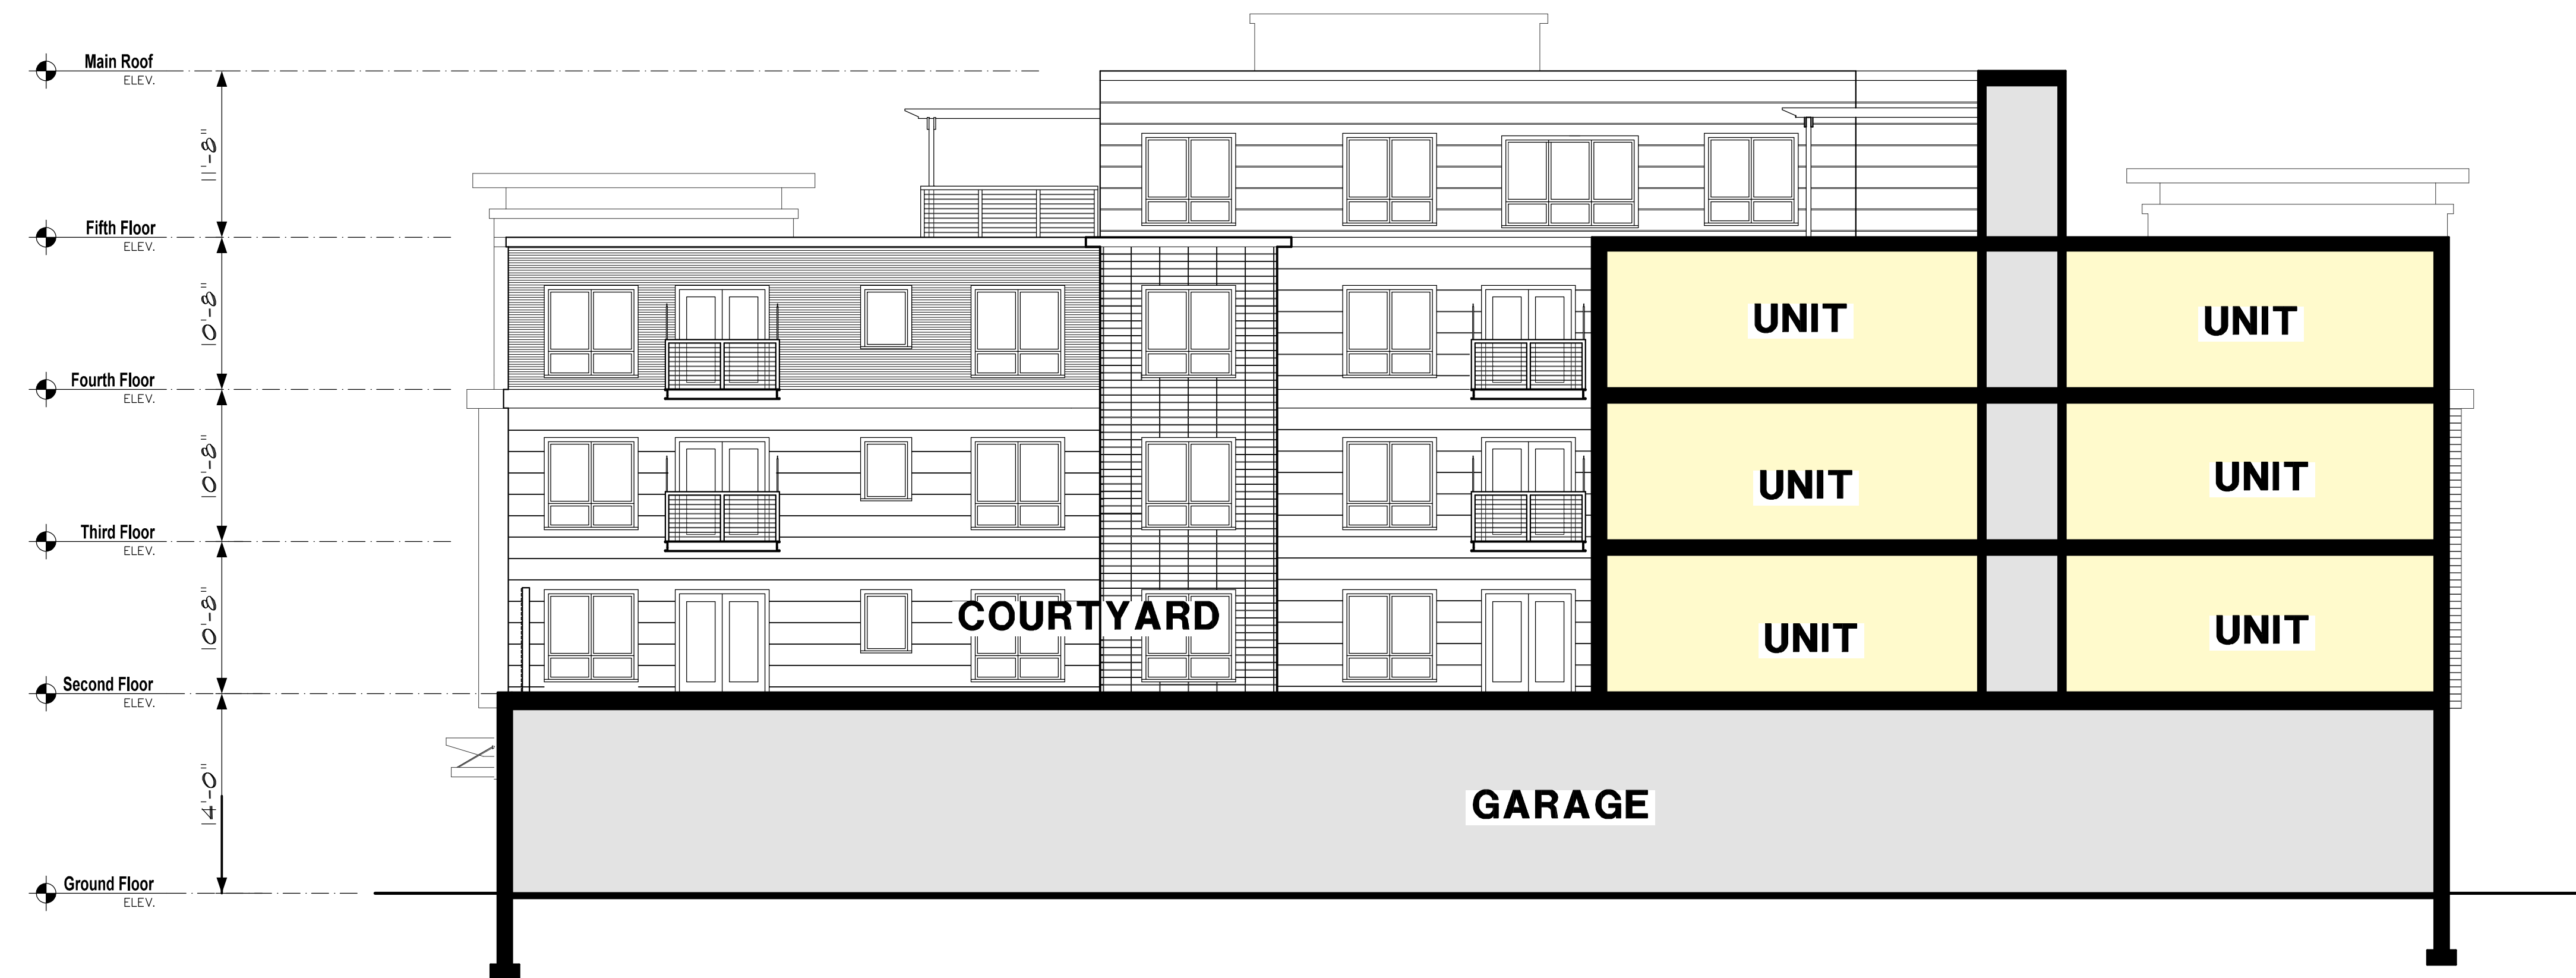 Main Roof
ELEV.
11'-8"
Fifth Floor
ELEV.
10'-8"
UNIT
UNIT
Fourth Floor
ELEV.
10'-8"
UNIT
UNIT
Third Floor
ELEV.
10'-8"
COURTYARD
UNIT
UNIT
Second Floor
ELEV.
14'-0"
GARAGE
Ground Floor
ELEV.